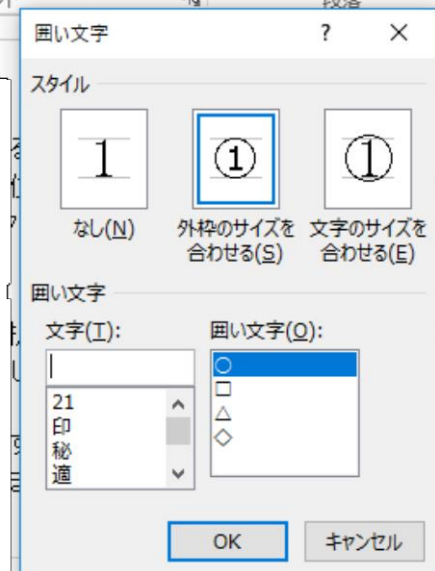 段落
囲い文字 ?
スタイル
1
①
①
なし(N)
外枠のサイズを
合わせる(S)
文字のサイズを
合わせる(E)
囲い文字
文字(T):
21
印
秘
適
囲い文字(O):
○
□
△
◇
OK
キャンセル